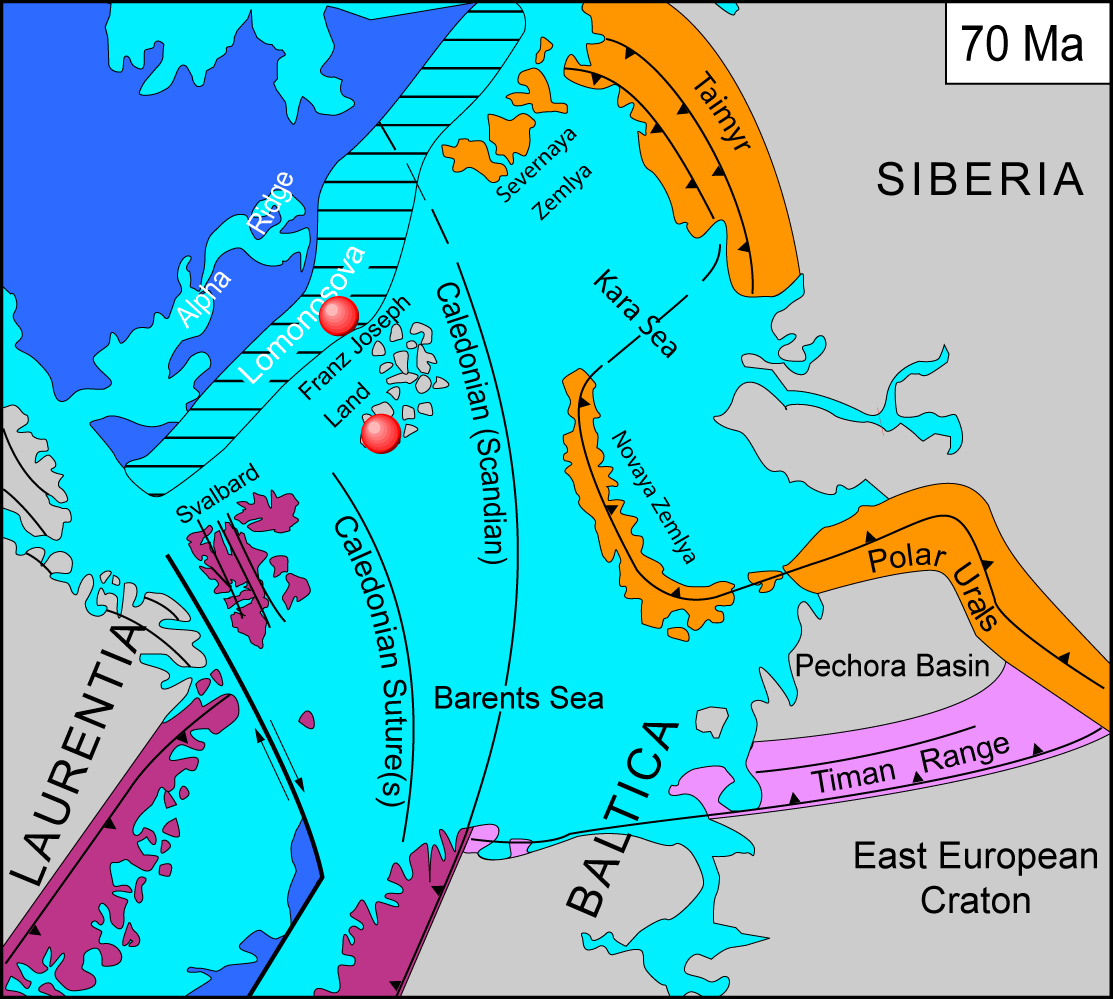 70 Ma
Taimyr
SIBERIA
Severnaya
Zemlya
Alpha
Ridge
Lomonosova
Kara Sea
Franz Joseph
Land
Caledonian (Scandian)
Svalbard
Novaya Zemlya
Caledonian Suture(s)
Polar Urals
LAURENTIA
Pechora Basin
Barents Sea
BALTICA
Timan Range
East European
Craton